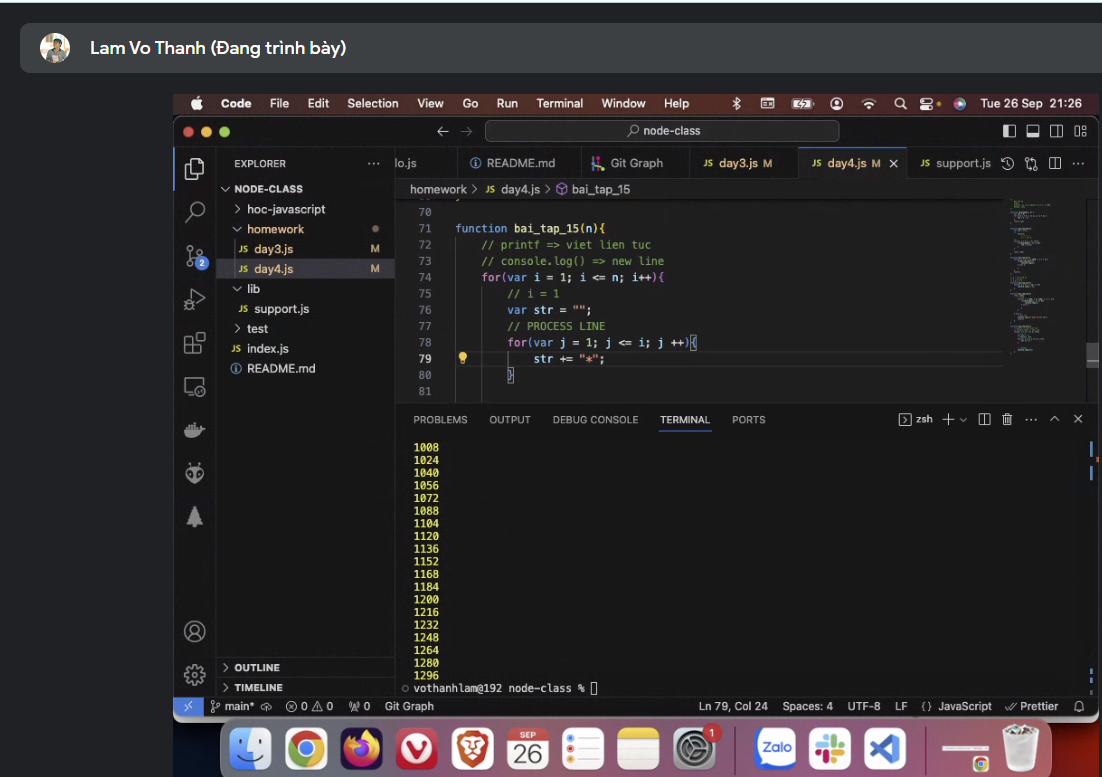 Lam Vo Thanh (Đang trình bày)
Code File Edit Selection View Go Run Terminal Window Help Tue 26 Sep 21:26
node-class
EXPLORER
lo.js README.md Git Graph JS day3.js M JS day4.js M JS support.js
homework > JS day4.js > bai_tap_15
NODE-CLASS
hoc-javascript
homework
JS day3.js M
JS day4.js M
lib
JS support.js
test
JS index.js
README.md
2
70
71 function bai_tap_15(n){
72 // printf => viet lien tuc
73 // console.log() => new line
74 for(var i = 1; i <= n; i++){
75 // i = 1
76 var str = "";
77 // PROCESS LINE
78 for(var j = 1; j <= i; j ++){
79 str += "*";
80 }
81
PROBLEMS OUTPUT DEBUG CONSOLE TERMINAL PORTS zsh
1008
1024
1040
1056
1072
1088
1104
1120
1136
1152
1168
1184
1200
1216
1232
1248
1264
1280
1296
vothanhlam@192 node-class %
OUTLINE
TIMELINE
main* 0 0 0 Git Graph Ln 79, Col 24 Spaces: 4 UTF-8 LF {} JavaScript Prettier
SEP
26
1
Zalo